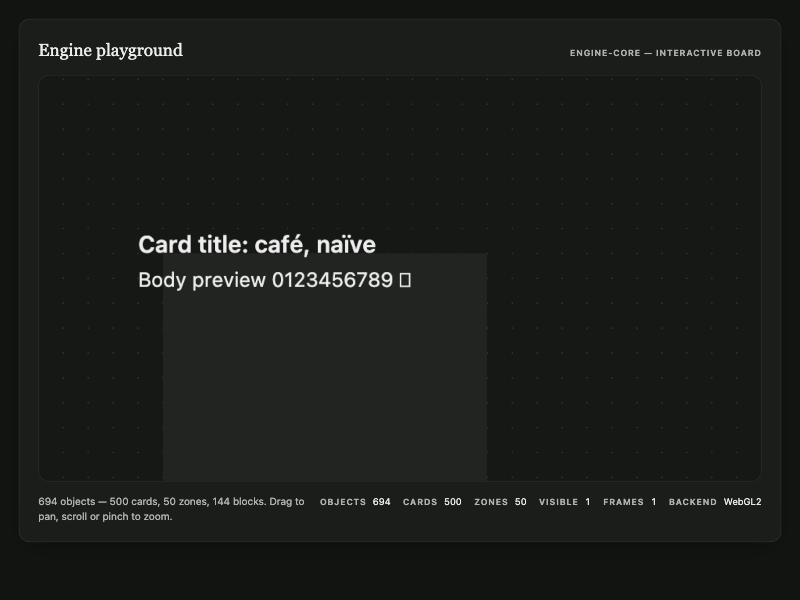 Engine playground
ENGINE-CORE — INTERACTIVE BOARD
Card title: café, naïve
Body preview 0123456789 
694 objects — 500 cards, 50 zones, 144 blocks. Drag to
pan, scroll or pinch to zoom.
OBJECTS 694 CARDS 500 ZONES 50 VISIBLE 1 FRAMES 1 BACKEND WebGL2